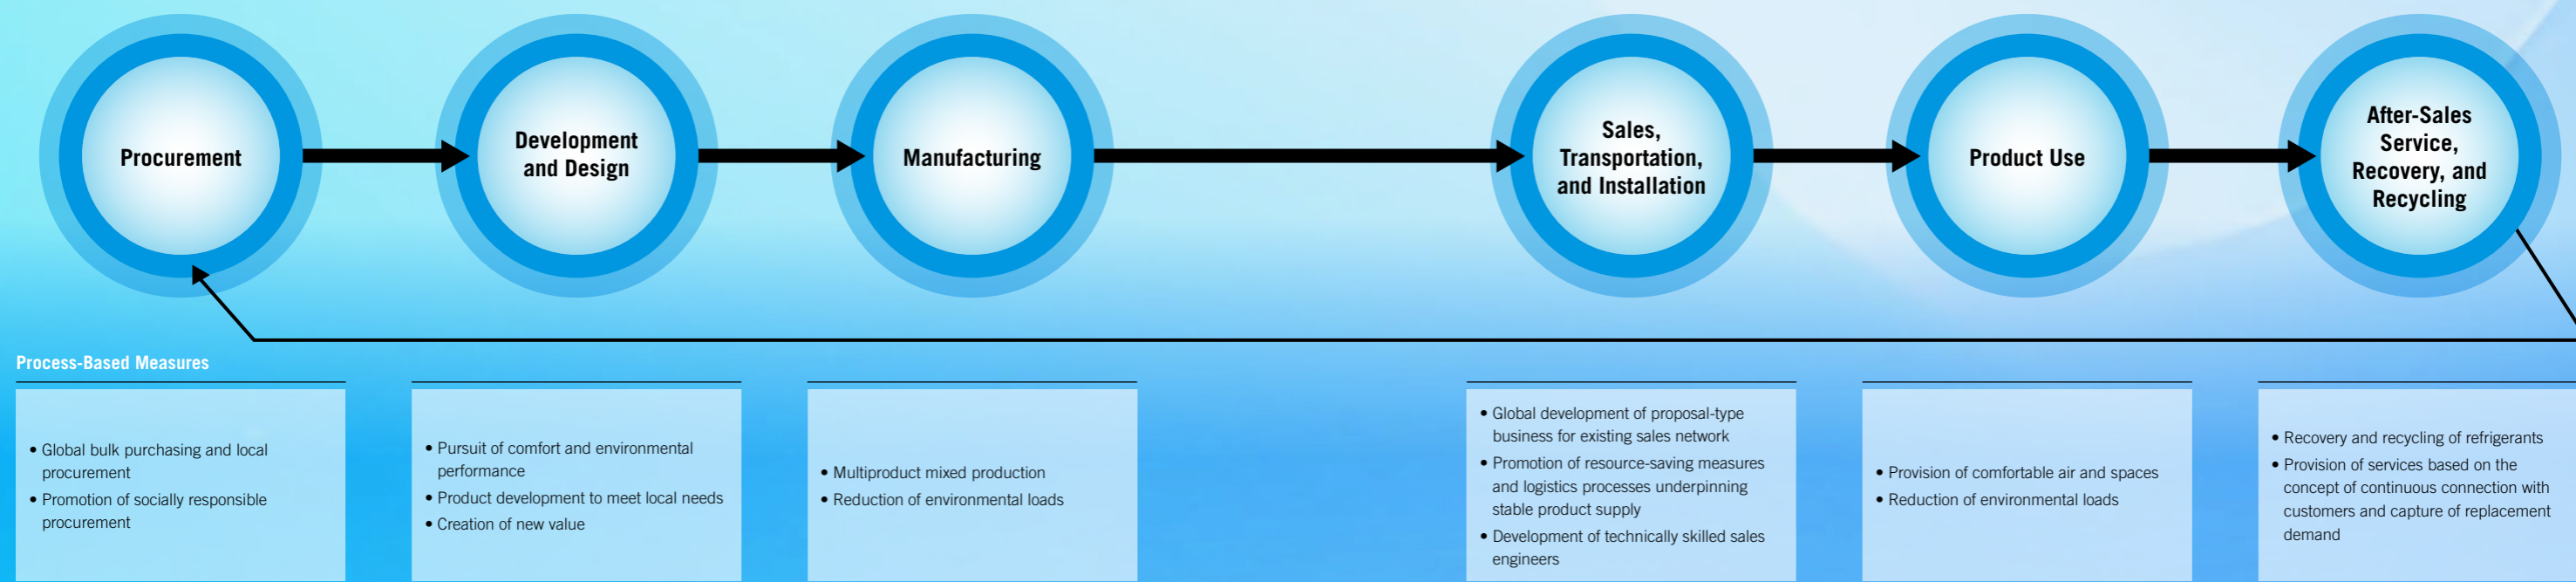 Procurement
Development
and Design
Manufacturing
Sales,
Transportation,
and Installation
Product Use
After-Sales
Service,
Recovery, and
Recycling
Process-Based Measures
• Global bulk purchasing and local
procurement
• Promotion of socially responsible
procurement
• Pursuit of comfort and environmental
performance
• Product development to meet local needs
• Creation of new value
• Multiproduct mixed production
• Reduction of environmental loads
• Global development of proposal-type
business for existing sales network
• Promotion of resource-saving measures
and logistics processes underpinning
stable product supply
• Development of technically skilled sales
engineers
• Provision of comfortable air and spaces
• Reduction of environmental loads
• Recovery and recycling of refrigerants
• Provision of services based on the
concept of continuous connection with
customers and capture of replacement
demand